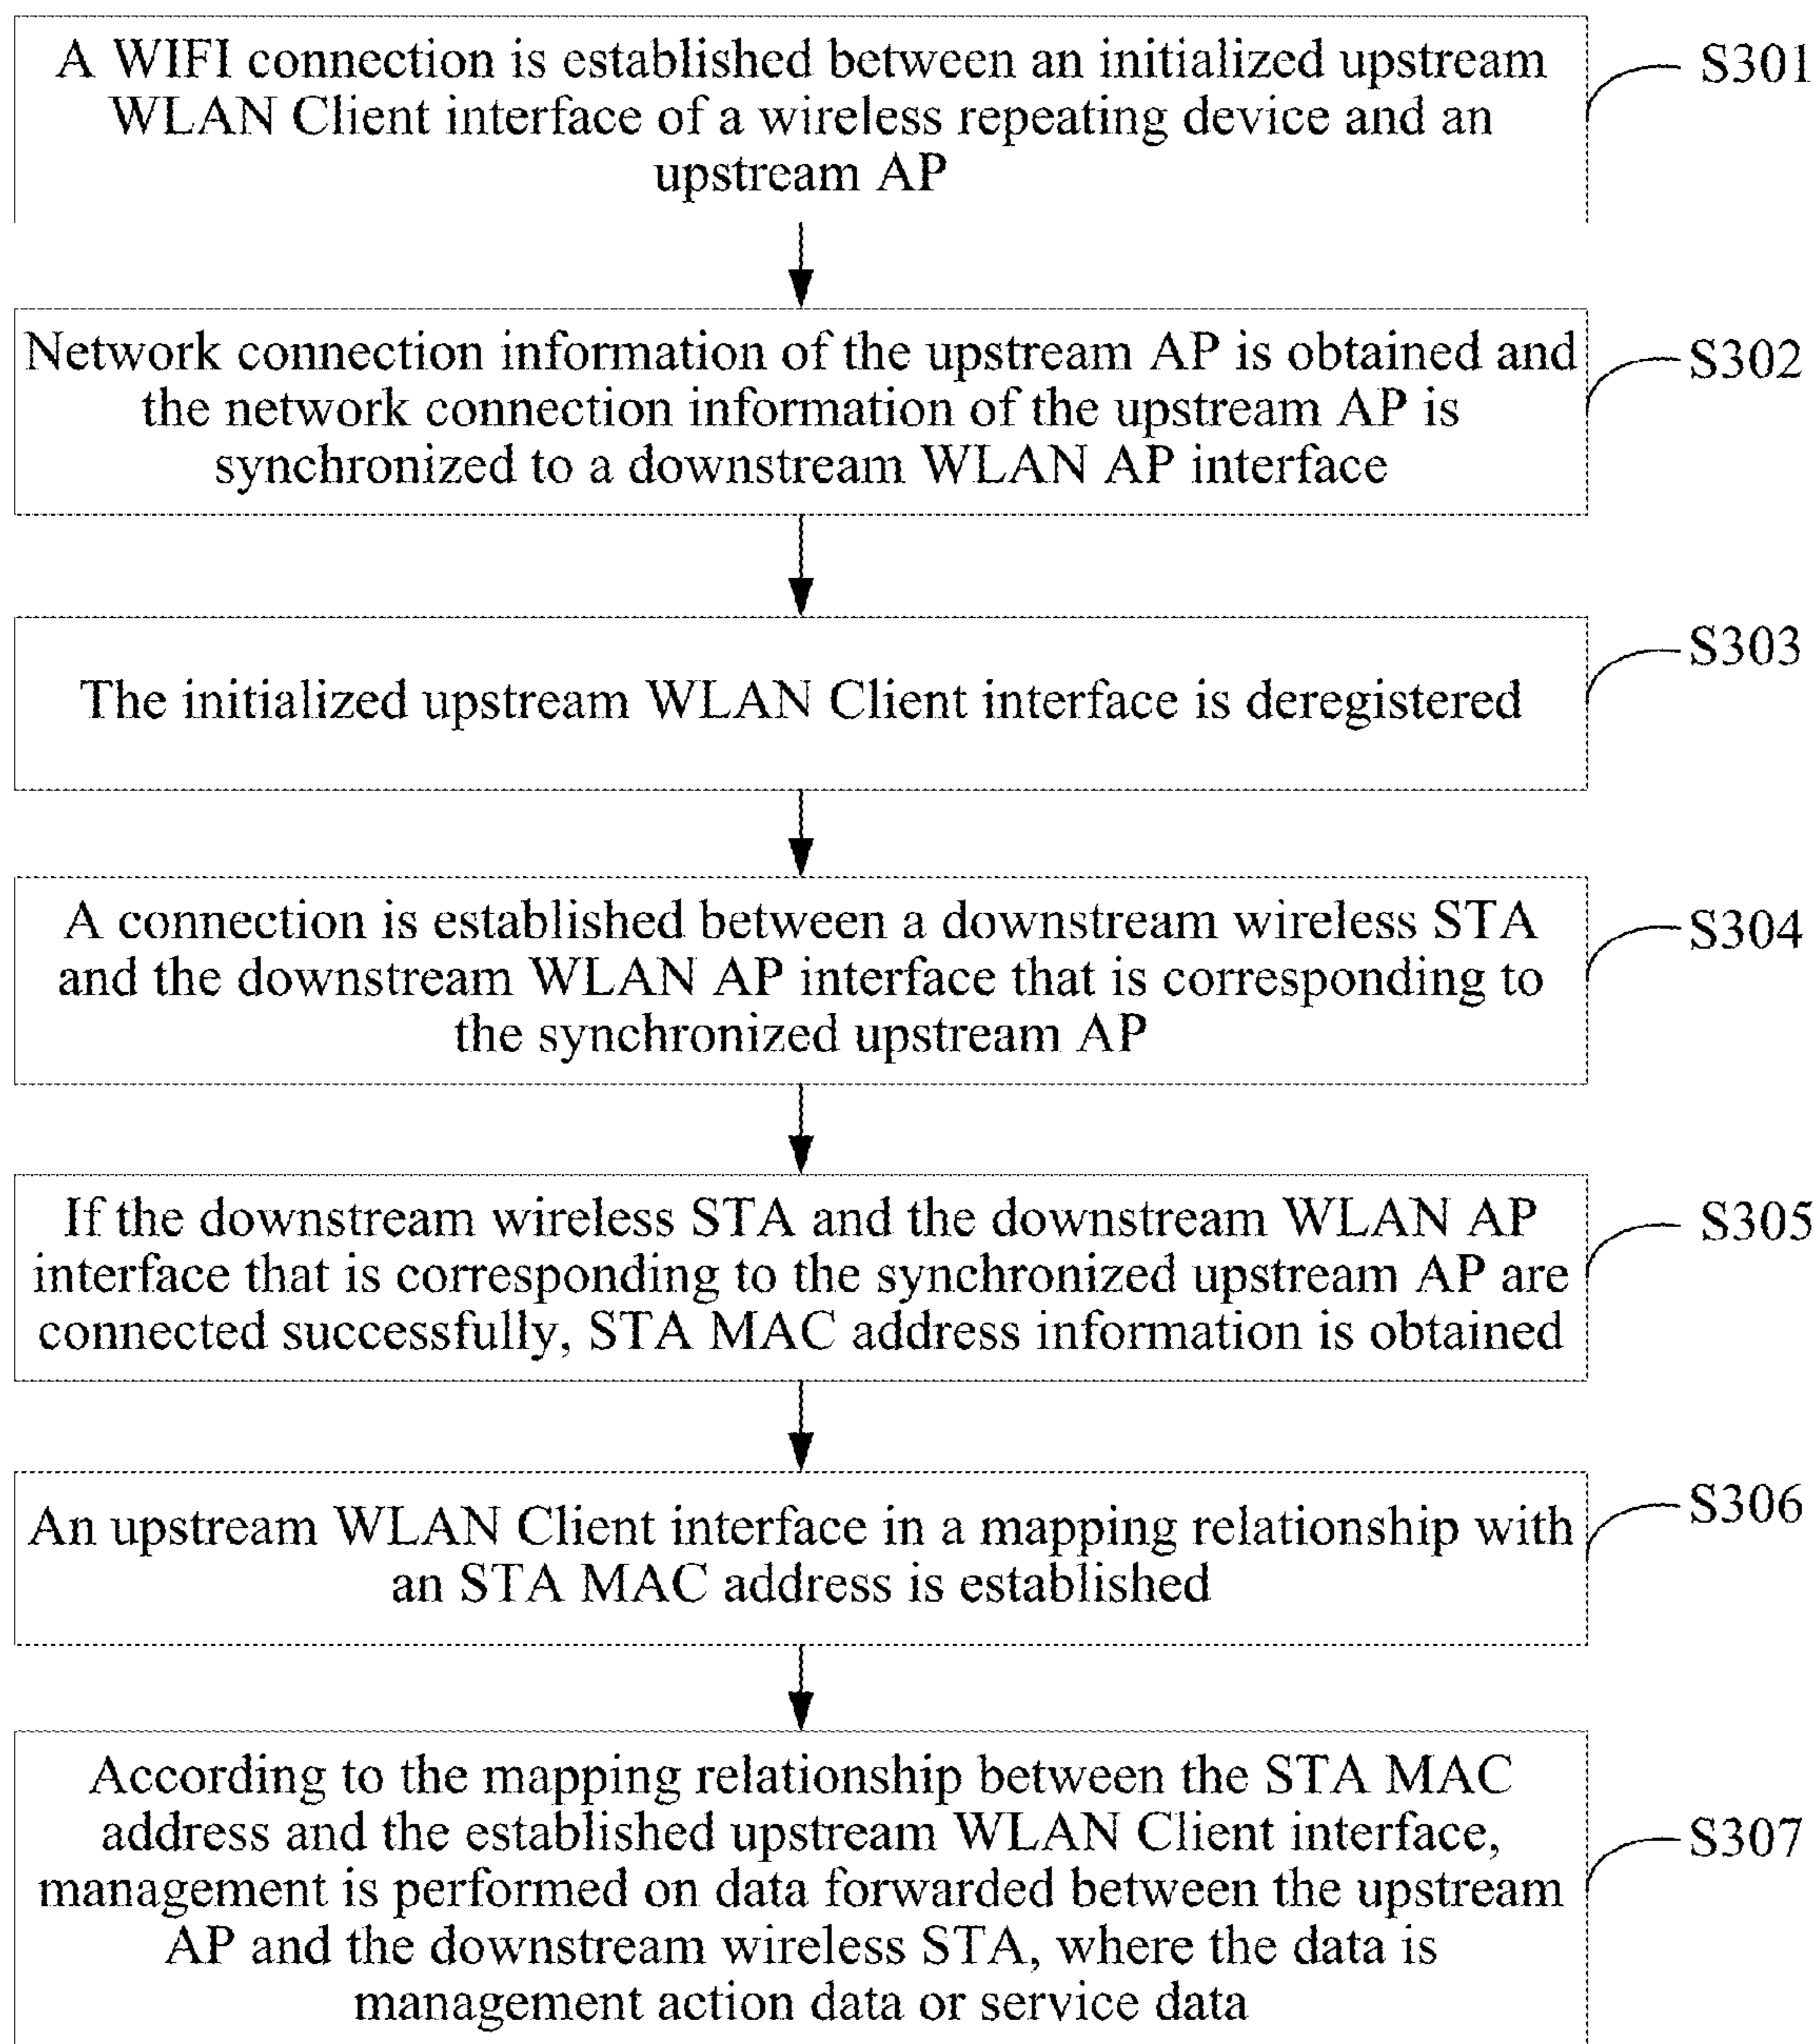 A WIFI connection is established between an initialized upstream
WLAN Client interface of a wireless repeating device and an
upstream AP
S301
Network connection information of the upstream AP is obtained and
the network connection information of the upstream AP is
synchronized to a downstream WLAN AP interface
S302
The initialized upstream WLAN Client interface is deregistered
S303
A connection is established between a downstream wireless STA
and the downstream WLAN AP interface that is corresponding to
the synchronized upstream AP
S304
If the downstream wireless STA and the downstream WLAN AP
interface that is corresponding to the synchronized upstream AP are
connected successfully, STA MAC address information is obtained
S305
An upstream WLAN Client interface in a mapping relationship with
an STA MAC address is established
S306
According to the mapping relationship between the STA MAC
address and the established upstream WLAN Client interface,
management is performed on data forwarded between the upstream
AP and the downstream wireless STA, where the data is
management action data or service data
S307